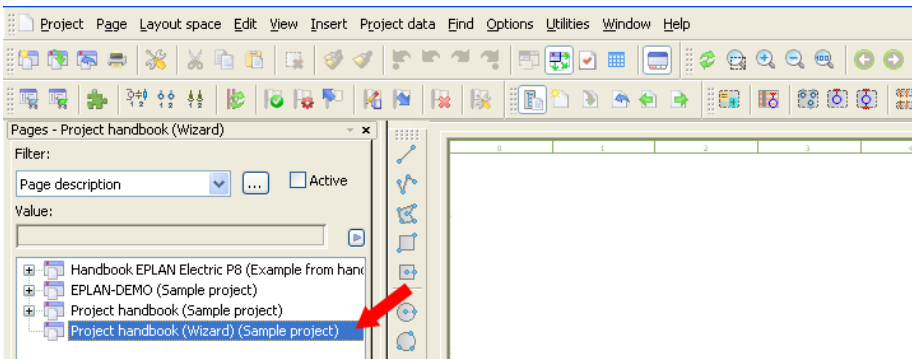 Project Page Layout space Edit View Insert Project data Find Options Utilities Window Help
Pages - Project handbook (Wizard)
Filter:
Page description ... Active
Value:
Handbook EPLAN Electric P8 (Example from hand
EPLAN-DEMO (Sample project)
Project handbook (Sample project)
Project handbook (Wizard) (Sample project)
0 1 2 3 4